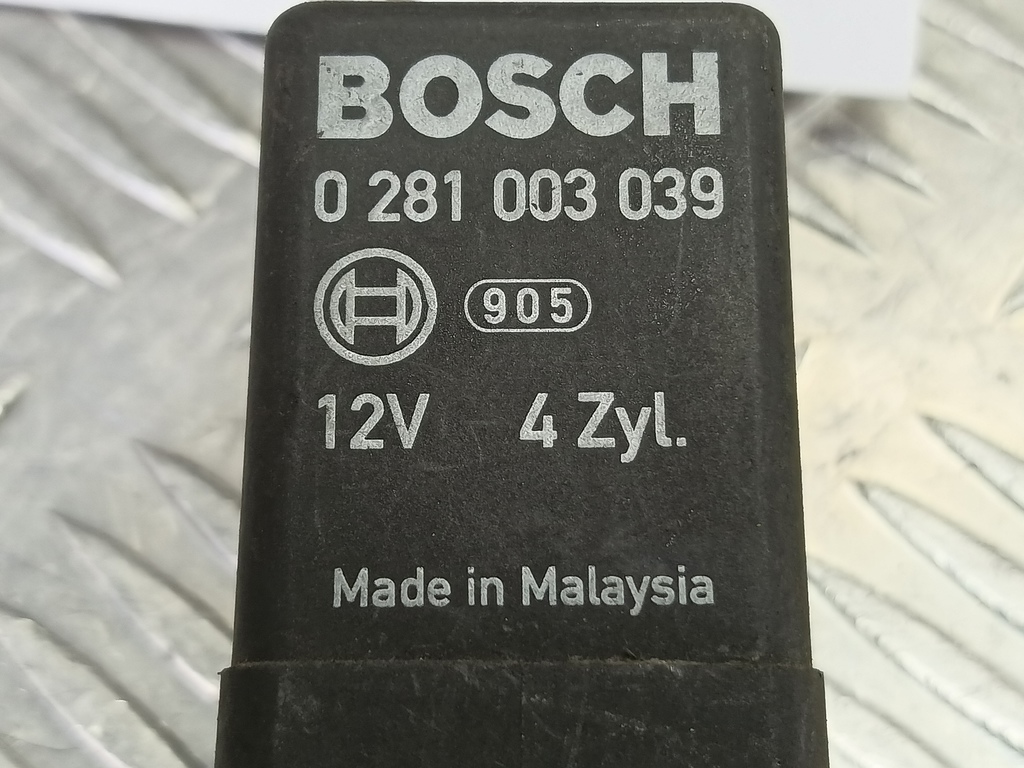 BOSCH
0 281 003 039
905
12V 4 Zyl.
Made in Malaysia